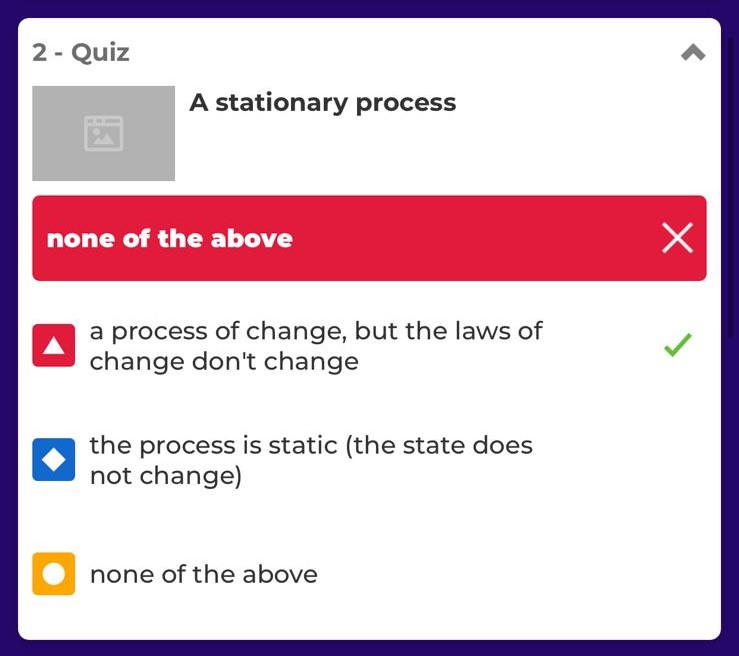 2 - Quiz
A stationary process
none of the above
a process of change, but the laws of
change don't change
the process is static (the state does
not change)
none of the above